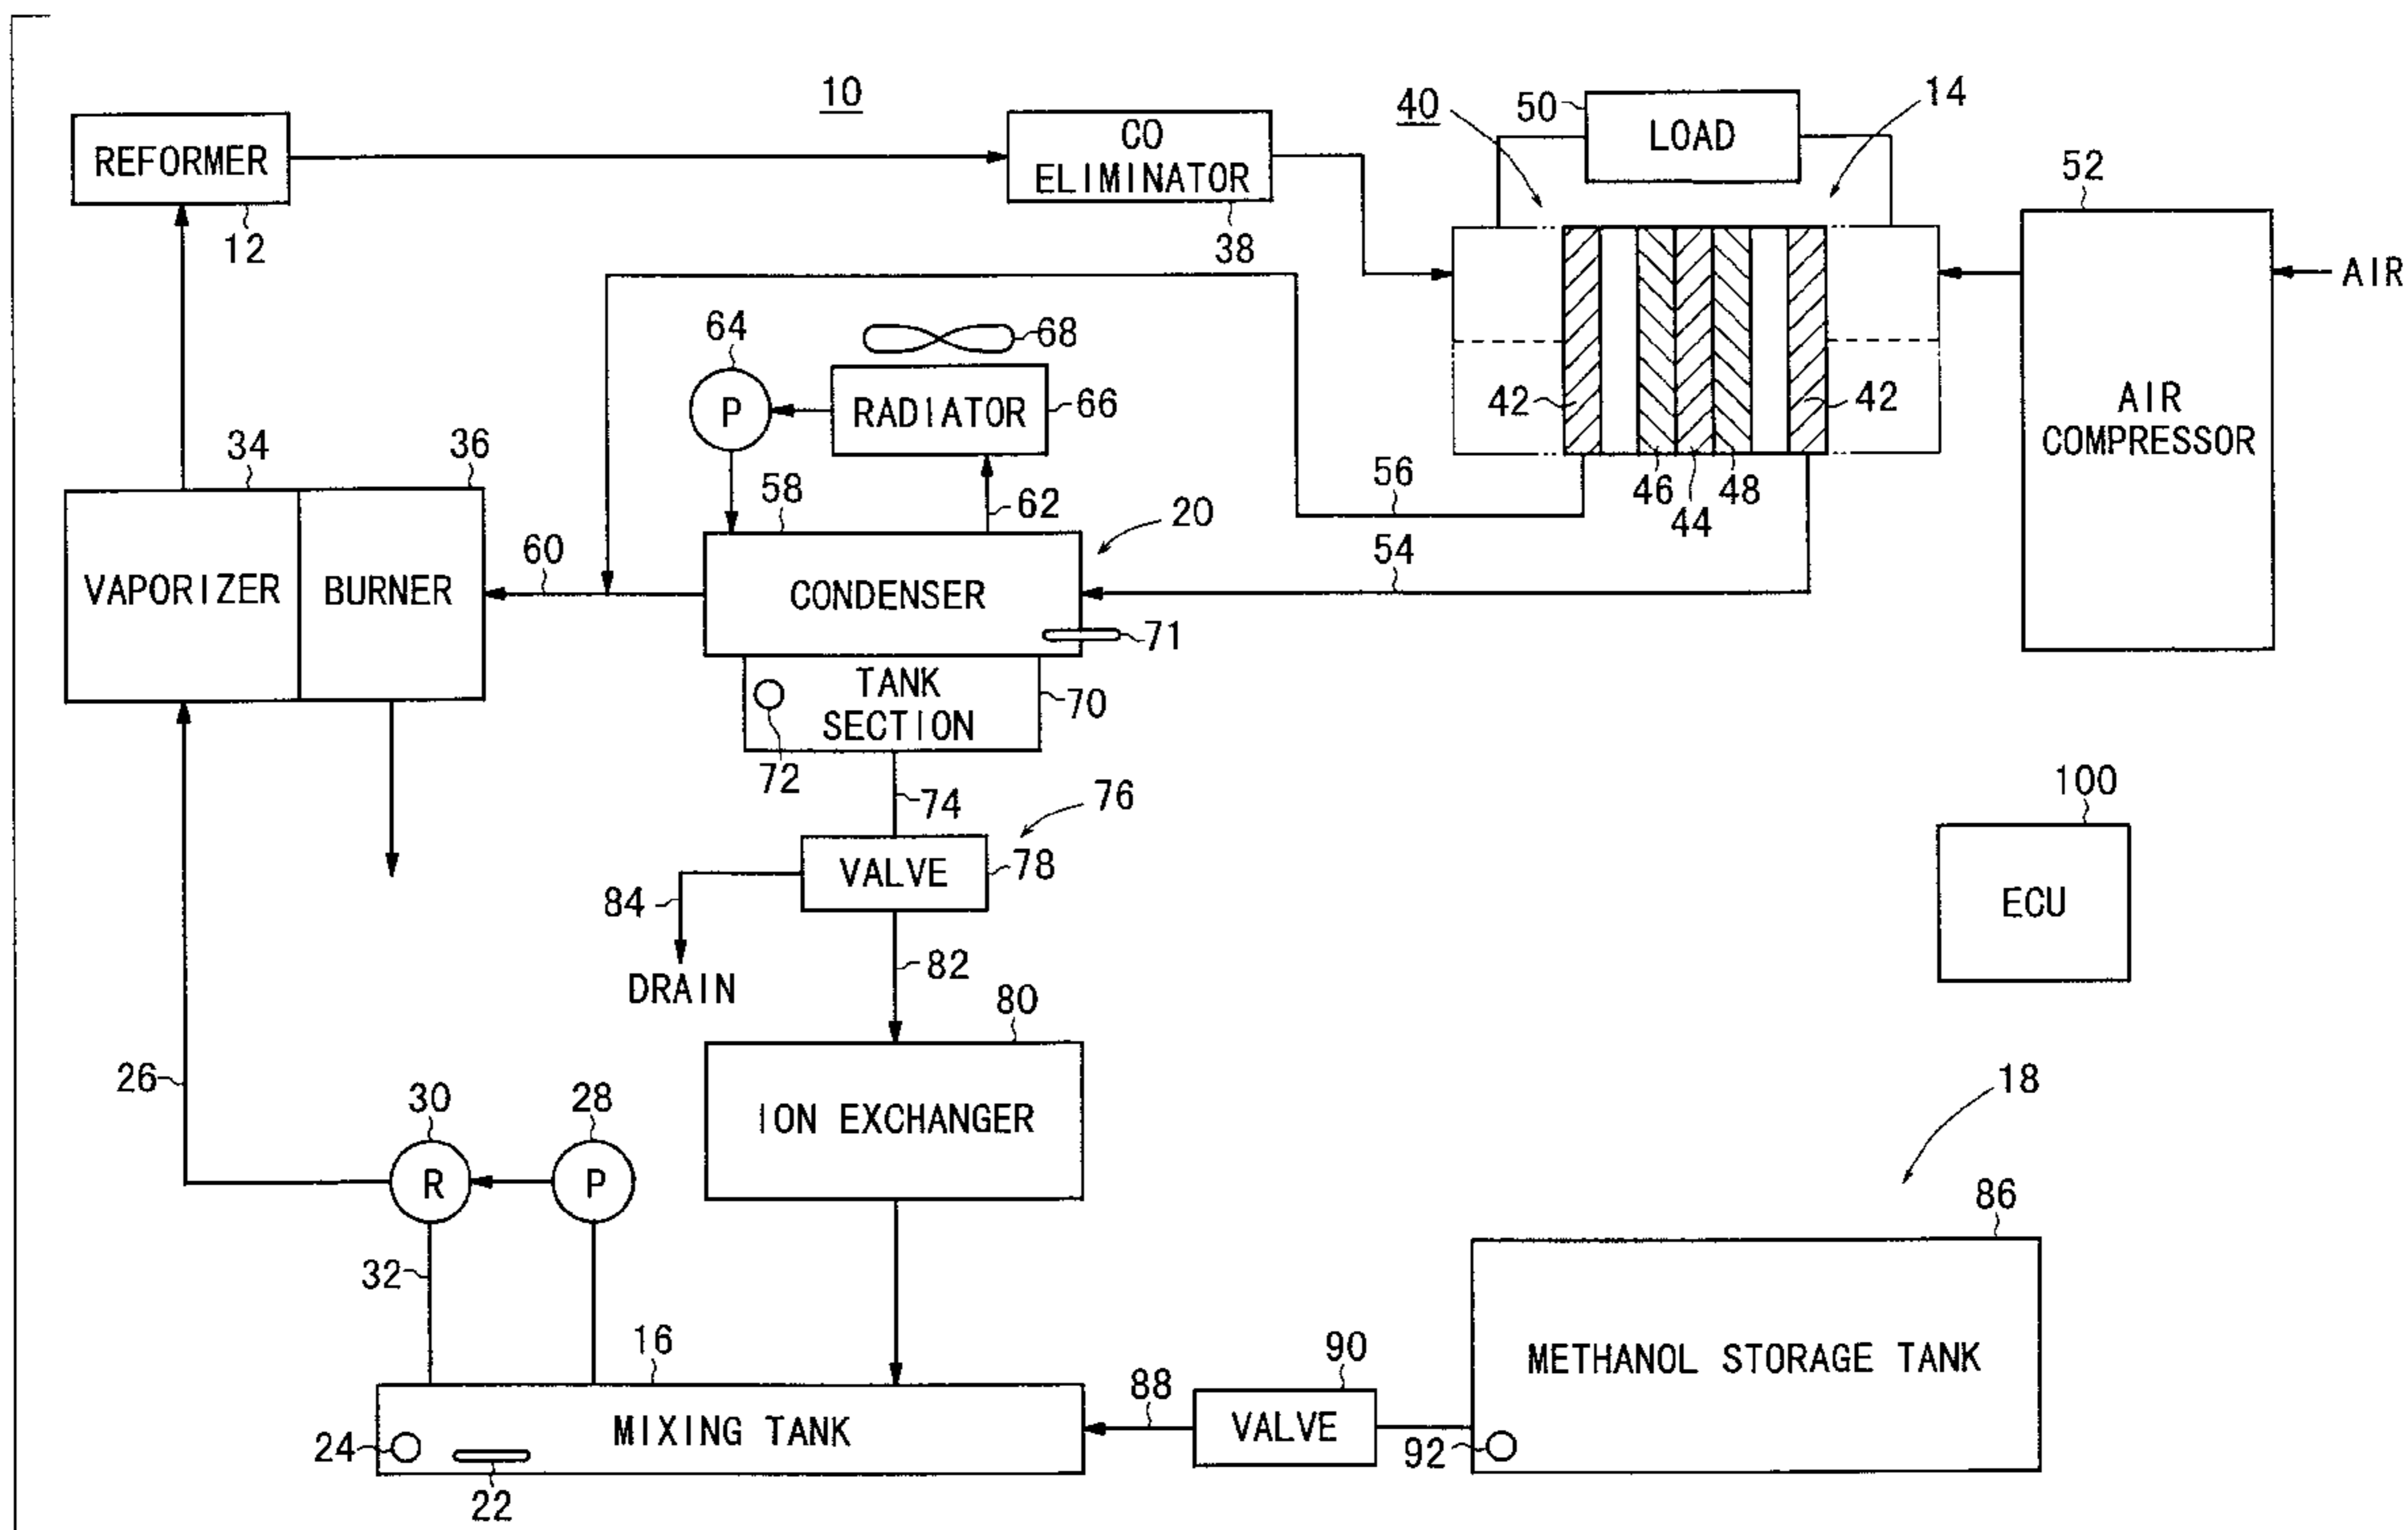 10
REFORMER
12
CO
ELIMINATOR
38
40
50
LOAD
14
52
AIR
AIR
COMPRESSOR
42
42
46
44
48
56
54
64
P
68
RADIATOR
66
62
58
20
34
36
VAPORIZER
BURNER
60
CONDENSER
71
TANK
SECTION
70
72
74
76
VALVE
78
84
DRAIN
82
80
ION EXCHANGER
100
ECU
26
30
R
28
P
32
16
MIXING TANK
24
22
88
90
VALVE
18
86
METHANOL STORAGE TANK
92